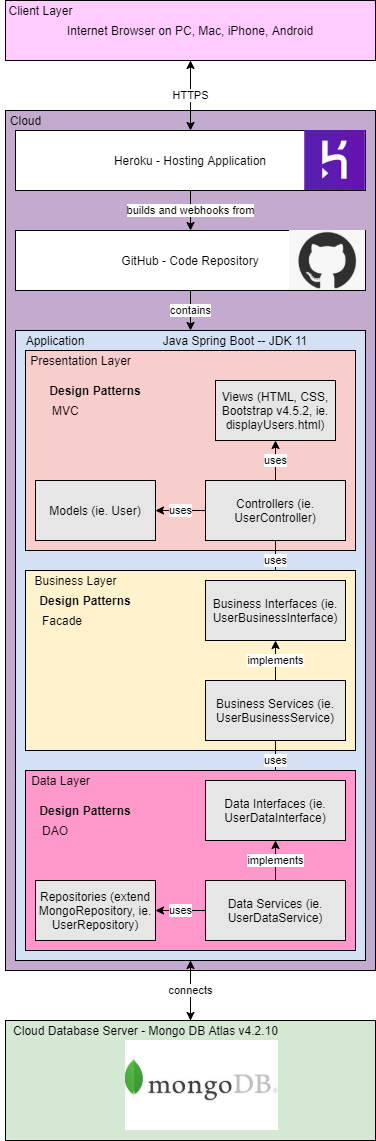 Client Layer
Internet Browser on PC, Mac, iPhone, Android
HTTPS
Cloud
Heroku - Hosting Application
builds and webhooks from
GitHub - Code Repository
contains
Application
Java Spring Boot -- JDK 11
Presentation Layer
Design Patterns
MVC
Views (HTML, CSS,
Bootstrap v4.5.2, ie.
displayUsers.html)
uses
Models (ie. User)
uses
Controllers (ie.
UserController)
uses
Business Layer
Design Patterns
Facade
Business Interfaces (ie.
UserBusinessInterface)
implements
Business Services (ie.
UserBusinessService)
uses
Data Layer
Design Patterns
DAO
Data Interfaces (ie.
UserDataInterface)
implements
Repositories (extend
MongoRepository, ie.
UserRepository)
uses
Data Services (ie.
UserDataService)
connects
Cloud Database Server - Mongo DB Atlas v4.2.10
mongoDB.